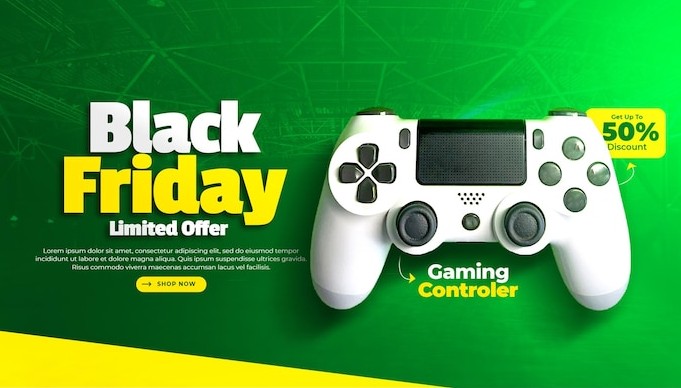 Black
Friday
Limited Offer
Lorem ipsum dolor sit amet, consectetur adipiscing elit, sed do eiusmod tempor
incididunt ut labore et dolore magna aliqua. Quis ipsum suspendisse ultrices gravida.
Risus commodo viverra maecenas accumsan lacus vel facilisis.
SHOP NOW
Get Up To
50%
Discount
Gaming
Controler